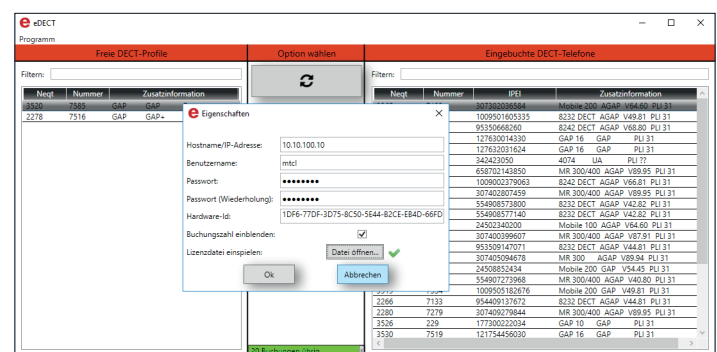 eDECT
Programm
Freie DECT-Profile
Option wählen
Eingebuchte DECT-Telefone
Filtern:
Filtern:
Neqt Nummer Zusatzinformation
3520 7585 GAP GAP
2278 7516 GAP GAP+
Eigenschaften
Hostname/IP-Adresse: 10.10.100.10
Benutzername: mtcl
Passwort: ••••••••
Passwort (Wiederholung): ••••••••
Hardware-Id: 1DF6-77DF-3D75-8C50-5E44-B2CE-EB4D-66FD
Buchungszahl einblenden:
Lizenzdatei einspielen: Datei öffnen...
Ok Abbrechen
Neqt Nummer IPEI Zusatzinformation
307302036584 Mobile 200 AGAP V64.60 PLI 31
1009501605335 8232 DECT AGAP V49.81 PLI 31
95350668260 8242 DECT AGAP V68.80 PLI 31
127630014330 GAP 16 GAP PLI 31
127632031624 GAP 16 GAP PLI 31
342423050 4074 UA PLI ??
658702143850 MR 300/400 AGAP V89.95 PLI 31
1009002379063 8242 DECT AGAP V66.81 PLI 31
307402807459 MR 300/400 AGAP V89.95 PLI 31
554908573800 8232 DECT AGAP V42.82 PLI 31
554908577140 8232 DECT AGAP V42.82 PLI 31
24502340200 Mobile 100 AGAP V64.60 PLI 31
307400399607 MR 300/400 AGAP V87.91 PLI 31
953509147071 8232 DECT AGAP V44.81 PLI 31
307405094678 MR 300 AGAP V89.94 PLI 31
24508852434 Mobile 200 GAP V54.45 PLI 31
554907273968 MR 300/400 AGAP V40.80 PLI 31
1009505182676 Mobile 200 GAP V49.81 PLI 31
2266 7133 954409137672 8232 DECT AGAP V44.81 PLI 31
2280 7279 307409279844 MR 300/400 AGAP V89.95 PLI 31
3526 229 177300222034 GAP 10 GAP PLI 31
3530 7519 121754456030 GAP 16 GAP PLI 31
20 Buchungen übrig